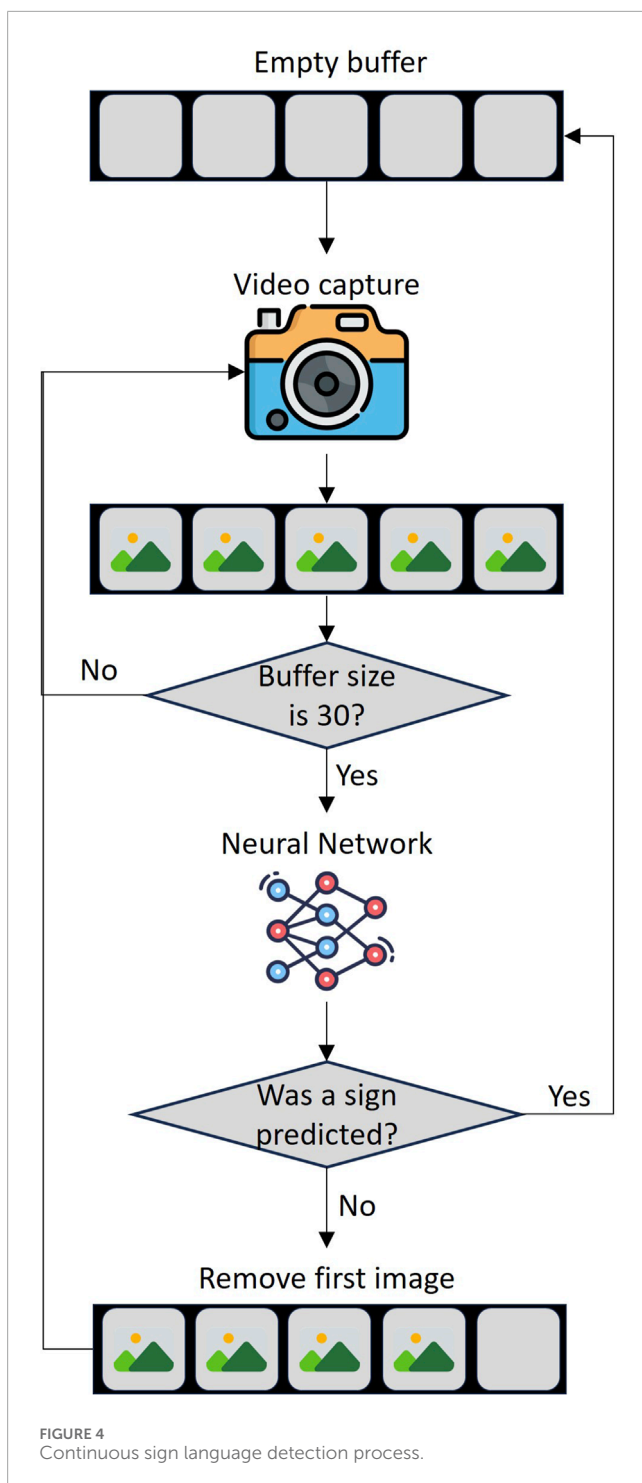 Empty buffer
Video capture
No
Buffer size
is 30?
Yes
Neural Network
Was a sign
predicted?
Yes
No
Remove first image
FIGURE 4
Continuous sign language detection process.